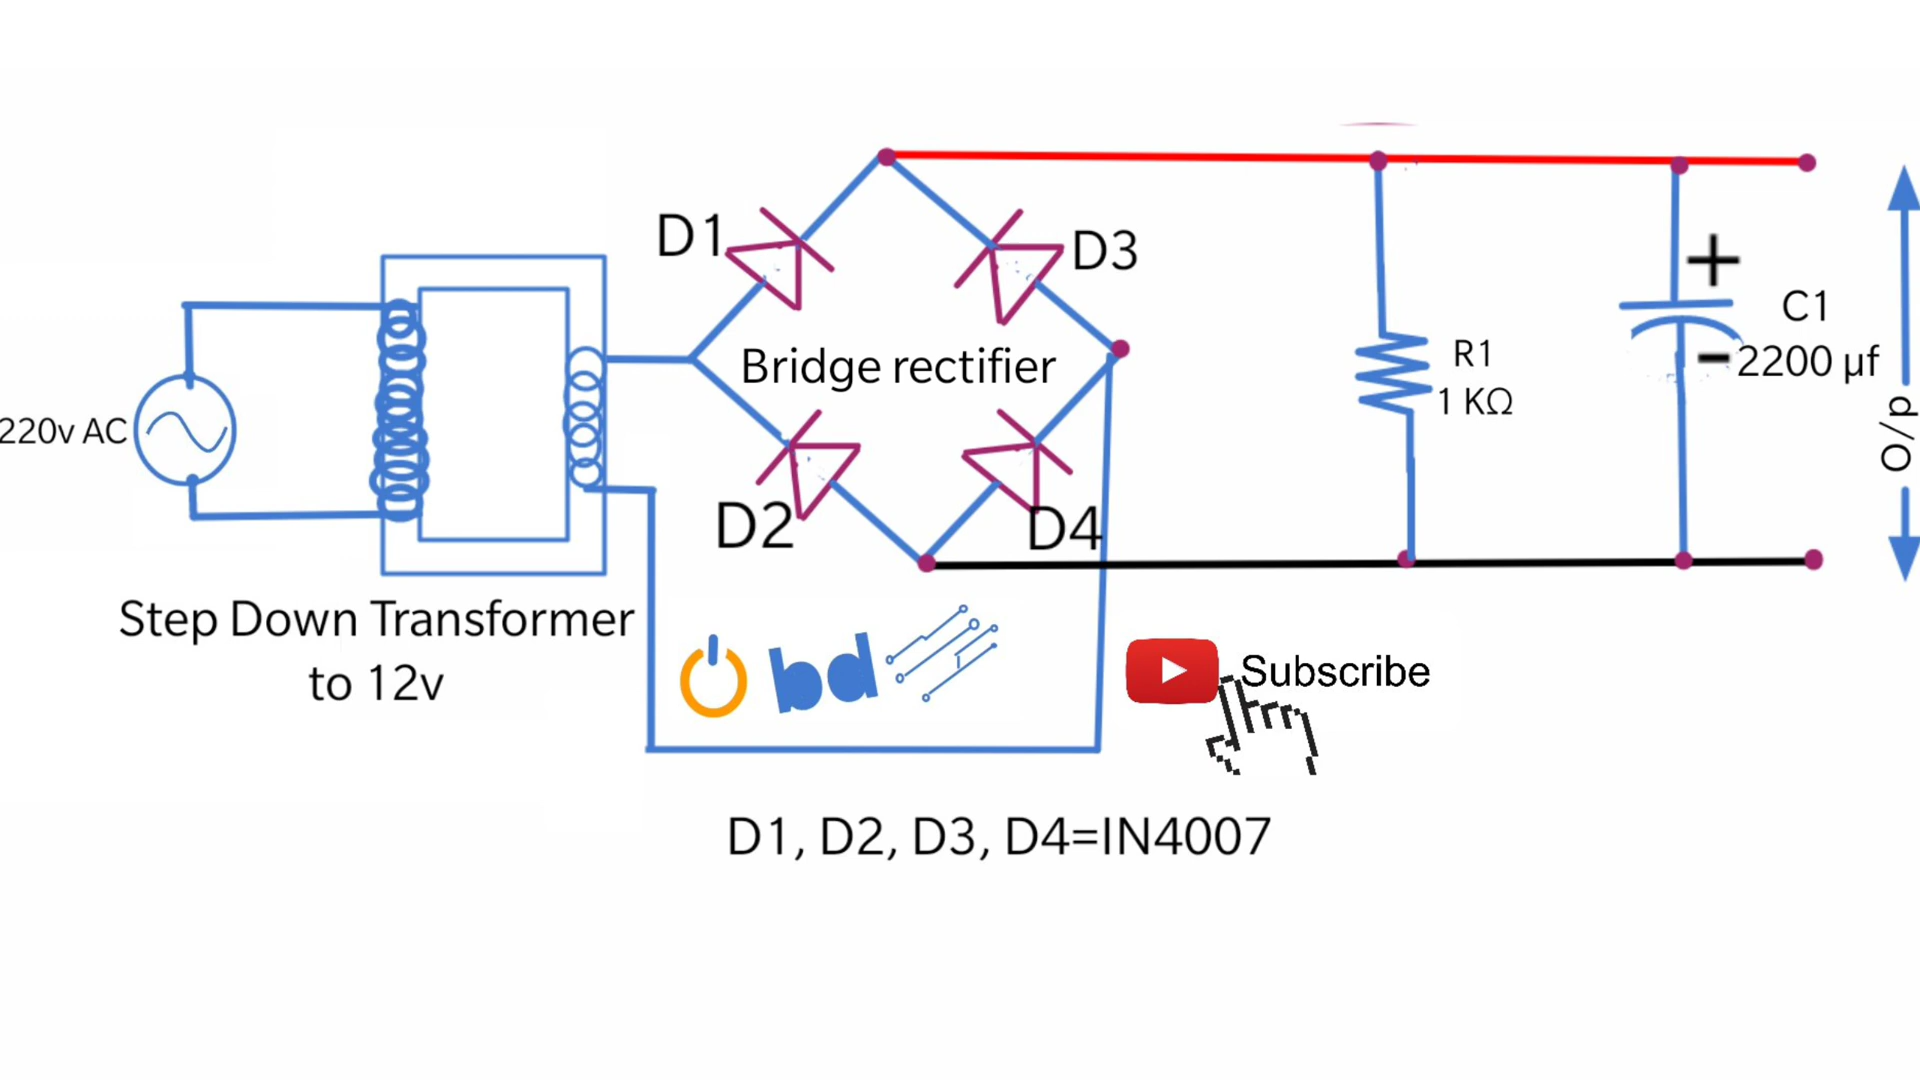 D1
D3
Bridge rectifier
220v AC
D2
D4
R1
1 KΩ
+
C1
-
2200 µf
O/p
Step Down Transformer
to 12v
bd
Subscribe
D1, D2, D3, D4=IN4007